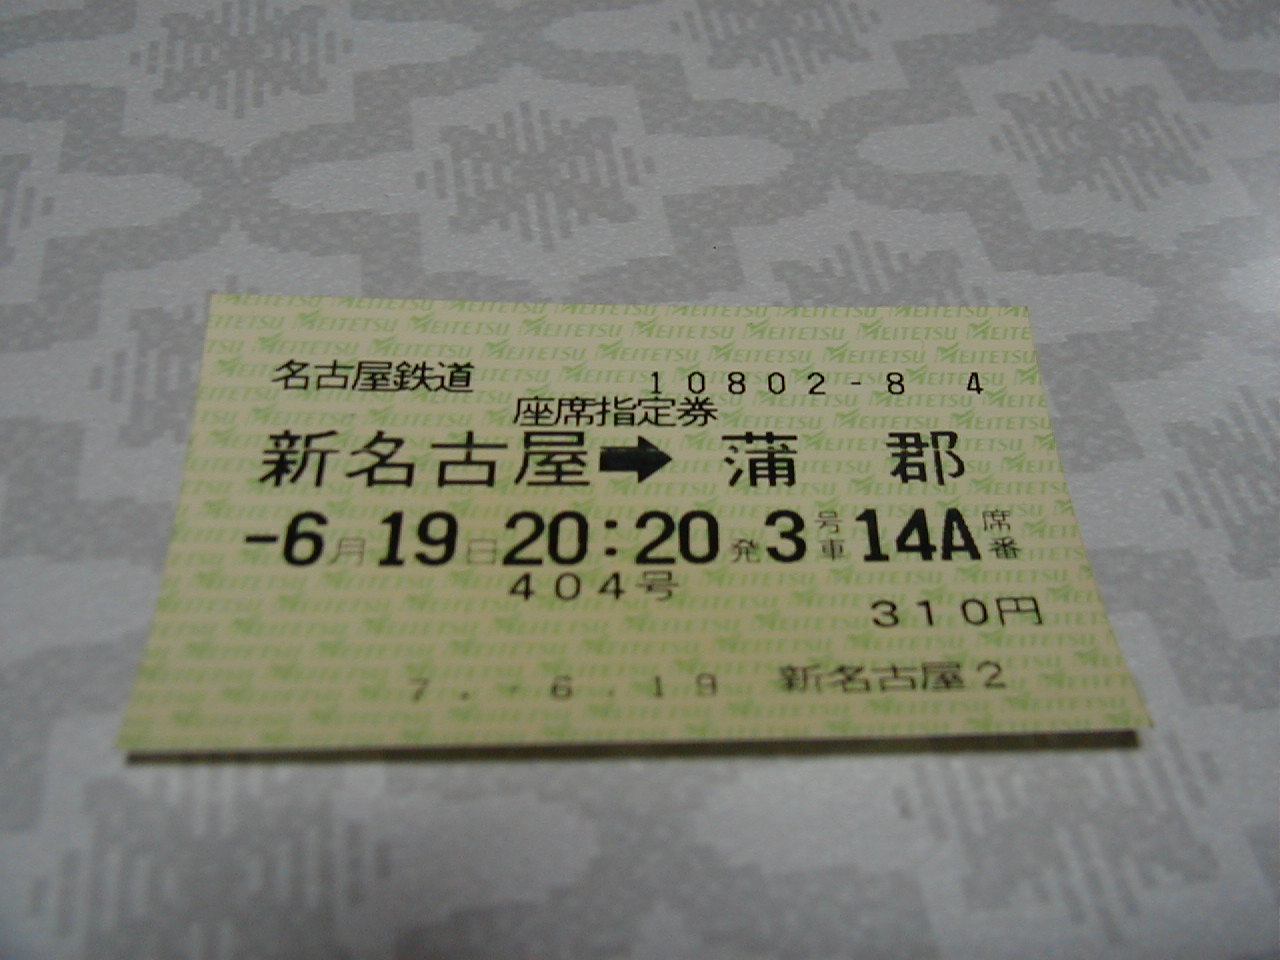 名古屋鉄道 10802-8 4
座席指定券
新名古屋➡蒲 郡
-6月19日20:20発3号車14A席番
404号
310円
7.-6.19 新名古屋2
MEITETSU